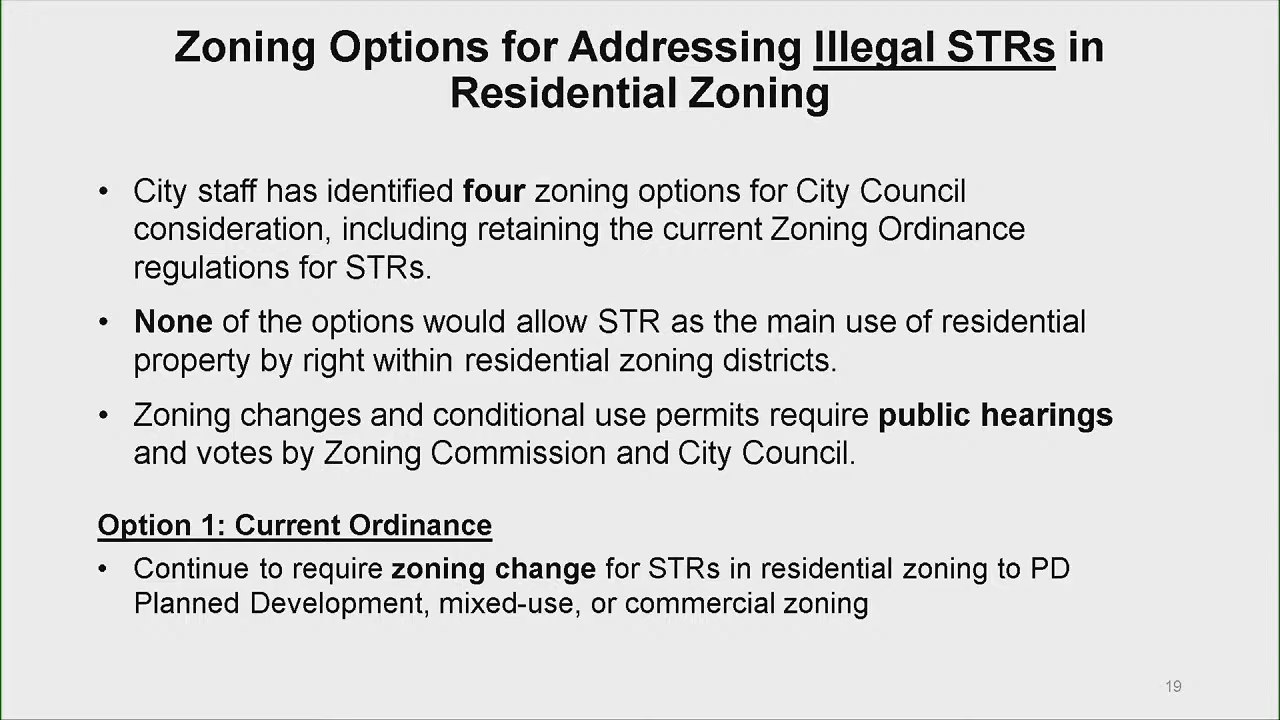 Zoning Options for Addressing Illegal STRs in
Residential Zoning
• City staff has identified four zoning options for City Council
consideration, including retaining the current Zoning Ordinance
regulations for STRs.
• None of the options would allow STR as the main use of residential
property by right within residential zoning districts.
• Zoning changes and conditional use permits require public hearings
and votes by Zoning Commission and City Council.
Option 1: Current Ordinance
• Continue to require zoning change for STRs in residential zoning to PD
Planned Development, mixed-use, or commercial zoning
19